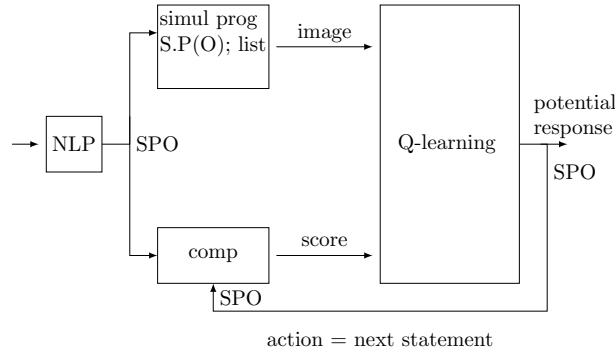 simul prog
S.P(O); list
image
potential
response
NLP
SPO
Q-learning
SPO
comp
score
SPO
action = next statement